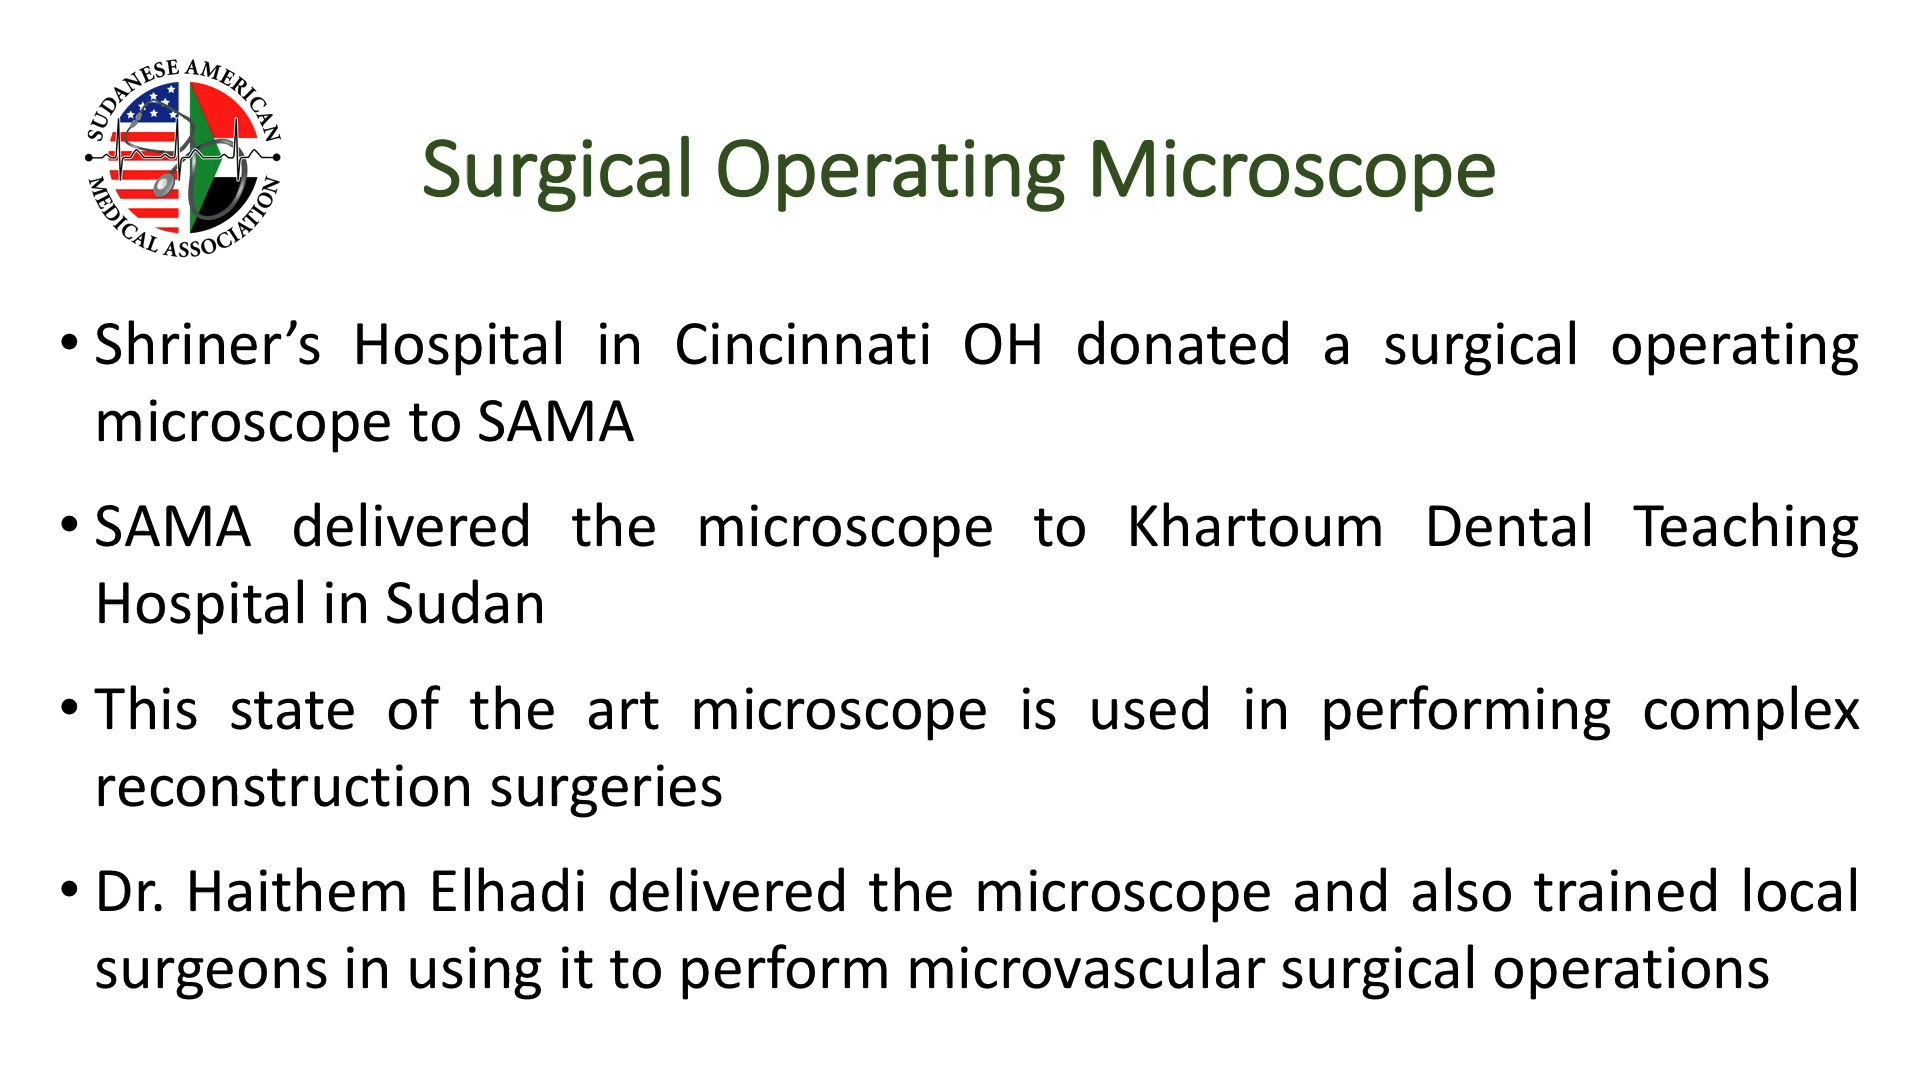 SUDANESE AMERICAN
MEDICAL ASSOCIATION
Surgical Operating Microscope
• Shriner’s Hospital in Cincinnati OH donated a surgical operating
microscope to SAMA
• SAMA delivered the microscope to Khartoum Dental Teaching
Hospital in Sudan
• This state of the art microscope is used in performing complex
reconstruction surgeries
• Dr. Haithem Elhadi delivered the microscope and also trained local
surgeons in using it to perform microvascular surgical operations